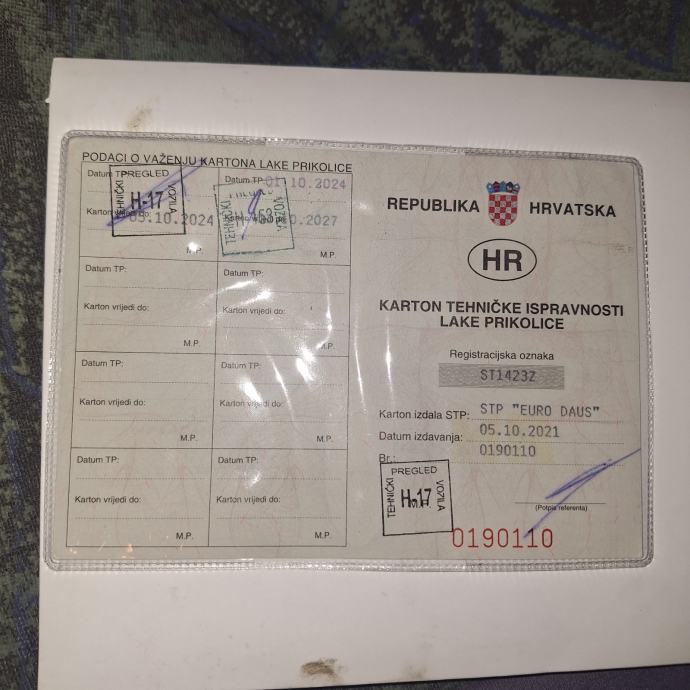 PODACI O VAŽENJU KARTONA LAKE PRIKOLICE
Datum TP:
TEHNIČKI PREGLED VOZILA
H-17
Karton vrijedi do: 05.10.2024
M.P.
Datum TP: 01.10.2024
TEHNIČKI
VOZILA
10.2027
M.P.
Datum TP:
Karton vrijedi do:
M.P.
Datum TP:
Karton vrijedi do:
M.P.
Datum TP:
Karton vrijedi do:
M.P.
Datum TP:
Karton vrijedi do:
M.P.
Datum TP:
Karton vrijedi do:
M.P.
Datum TP:
Karton vrijedi do:
M.P.
REPUBLIKA HRVATSKA
HR
KARTON TEHNIČKE ISPRAVNOSTI
LAKE PRIKOLICE
Registracijska oznaka
ST1423Z
Karton izdala STP: STP "EURO DAUS"
Datum izdavanja: 05.10.2021
Br.: 0190110
TEHNIČKI PREGLED VOZILA
H-17
M.P.
(Potpis referenta)
0190110